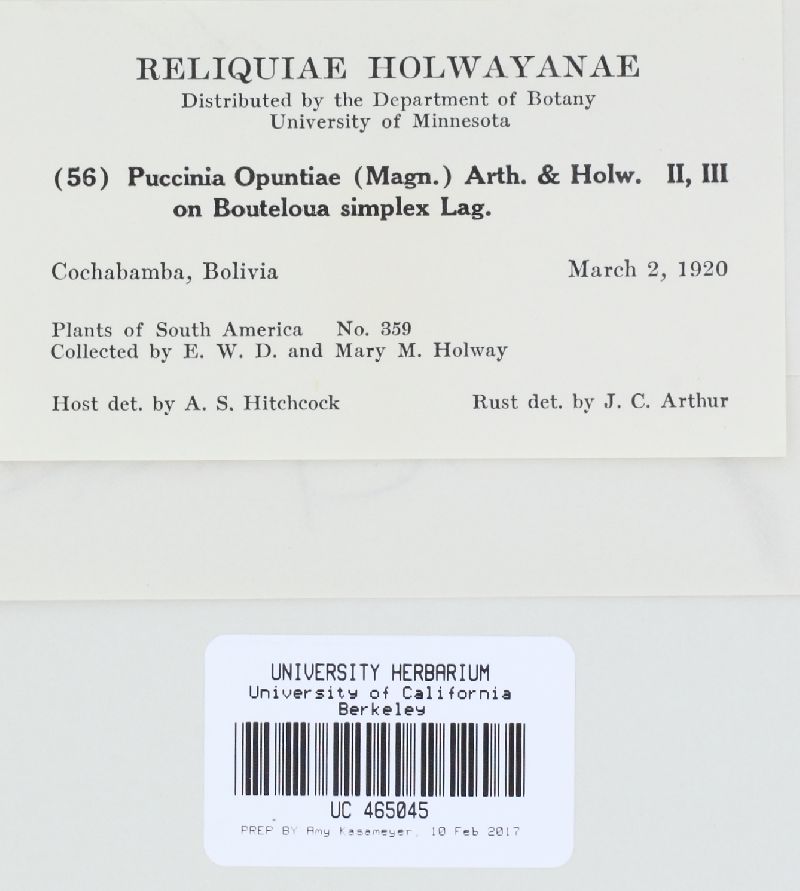 RELIQUIAE HOLWAYANAE
Distributed by the Department of Botany
University of Minnesota
(56) Puccinia Opuntiae (Magn.) Arth. & Holw. II, III
on Bouteloua simplex Lag.
Cochabamba, Bolivia March 2, 1920
Plants of South America No. 359
Collected by E. W. D. and Mary M. Holway
Host det. by A. S. Hitchcock Rust det. by J. C. Arthur
UNIVERSITY HERBARIUM
University of California
Berkeley
UC 465045
PREP BY Amy Kasameyer, 10 Feb 2017